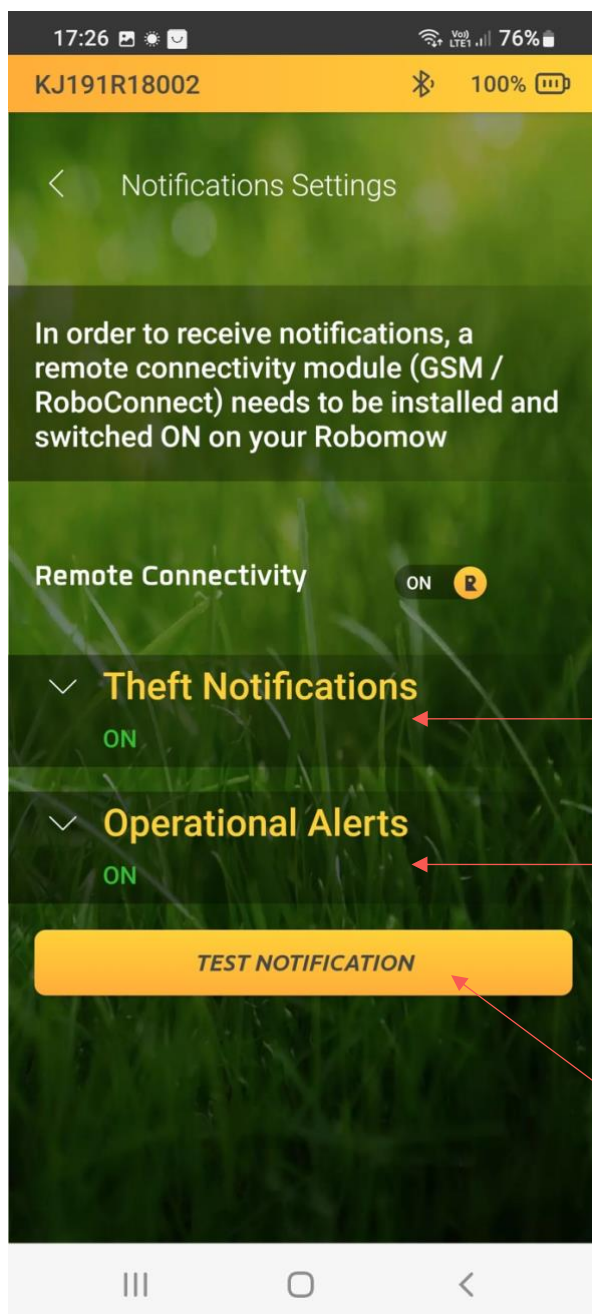 17:26
Vo)) LTE1 76%
KJ191R18002 100%
Notifications Settings
In order to receive notifications, a
remote connectivity module (GSM /
RoboConnect) needs to be installed and
switched ON on your Robomow
Remote Connectivity ON R
Theft Notifications
ON
Operational Alerts
ON
TEST NOTIFICATION